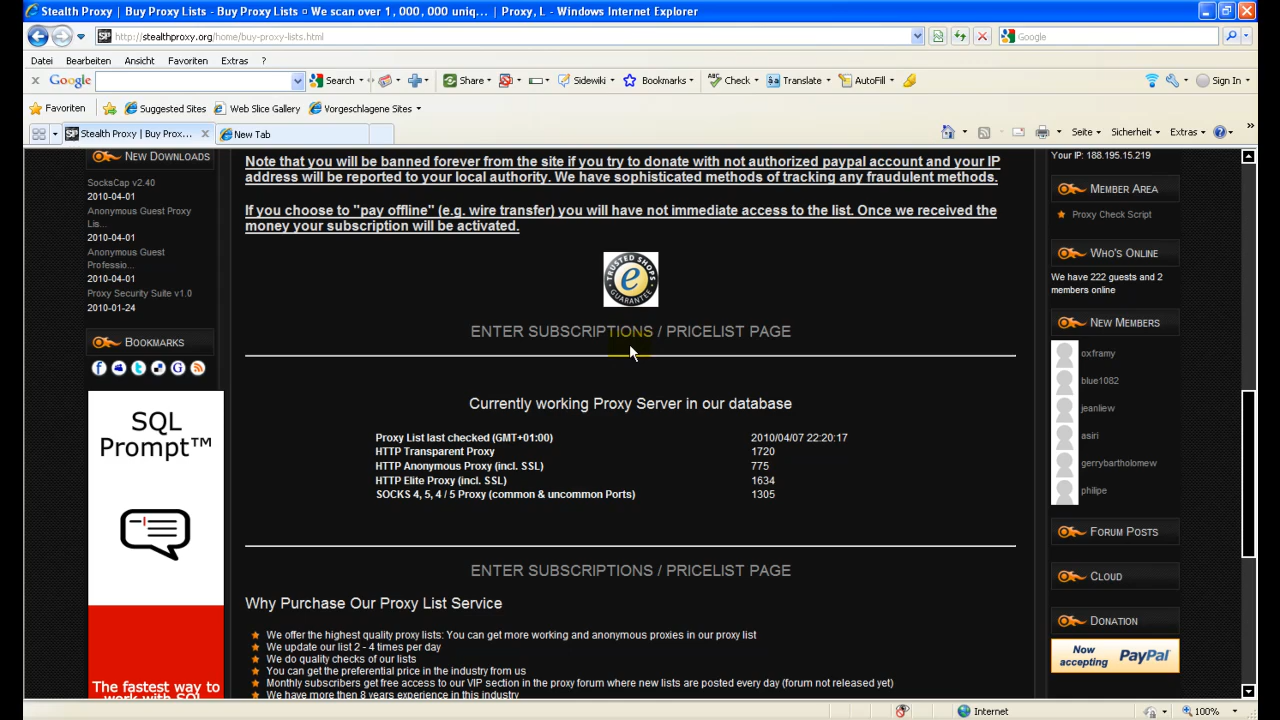 Stealth Proxy | Buy Proxy Lists - Buy Proxy Lists ¤ We scan over 1, 000, 000 uniq... | Proxy, L - Windows Internet Explorer
http://stealthproxy.org/home/buy-proxy-lists.html
Google
Datei Bearbeiten Ansicht Favoriten Extras ?
x Google Search Share Sidewiki Bookmarks Check Translate AutoFill Sign In
Favoriten Suggested Sites Web Slice Gallery Vorgeschlagene Sites
SP Stealth Proxy | Buy Prox... x New Tab Seite Sicherheit Extras »
NEW DOWNLOADS
SocksCap v2.40
2010-04-01
Anonymous Guest Proxy
Lis...
2010-04-01
Anonymous Guest
Professio...
2010-04-01
Proxy Security Suite v1.0
2010-01-24
BOOKMARKS
SQL
Prompt™
The fastest way to
work with SQL
Note that you will be banned forever from the site if you try to donate with not authorized paypal account and your IP
address will be reported to your local authority. We have sophisticated methods of tracking any fraudulent methods.
If you choose to "pay offline" (e.g. wire transfer) you will have not immediate access to the list. Once we received the
money your subscription will be activated.
TRUSTED SHOPS
e
GUARANTEE
ENTER SUBSCRIPTIONS / PRICELIST PAGE
Currently working Proxy Server in our database
Proxy List last checked (GMT+01:00) 2010/04/07 22:20:17
HTTP Transparent Proxy 1720
HTTP Anonymous Proxy (incl. SSL) 775
HTTP Elite Proxy (incl. SSL) 1634
SOCKS 4, 5, 4 / 5 Proxy (common & uncommon Ports) 1305
ENTER SUBSCRIPTIONS / PRICELIST PAGE
Why Purchase Our Proxy List Service
We offer the highest quality proxy lists: You can get more working and anonymous proxies in our proxy list
We update our list 2 - 4 times per day
We do quality checks of our lists
You can get the preferential price in the industry from us
Monthly subscribers get free access to our VIP section in the proxy forum where new lists are posted every day (forum not released yet)
We have more then 8 years experience in this industry
Your IP: 188.195.15.219
MEMBER AREA
Proxy Check Script
WHO'S ONLINE
We have 222 guests and 2
members online
NEW MEMBERS
oxframy
blue1082
jeanliew
asiri
gerrybartholomew
philipe
FORUM POSTS
CLOUD
DONATION
Now
accepting PayPal
Internet 100%